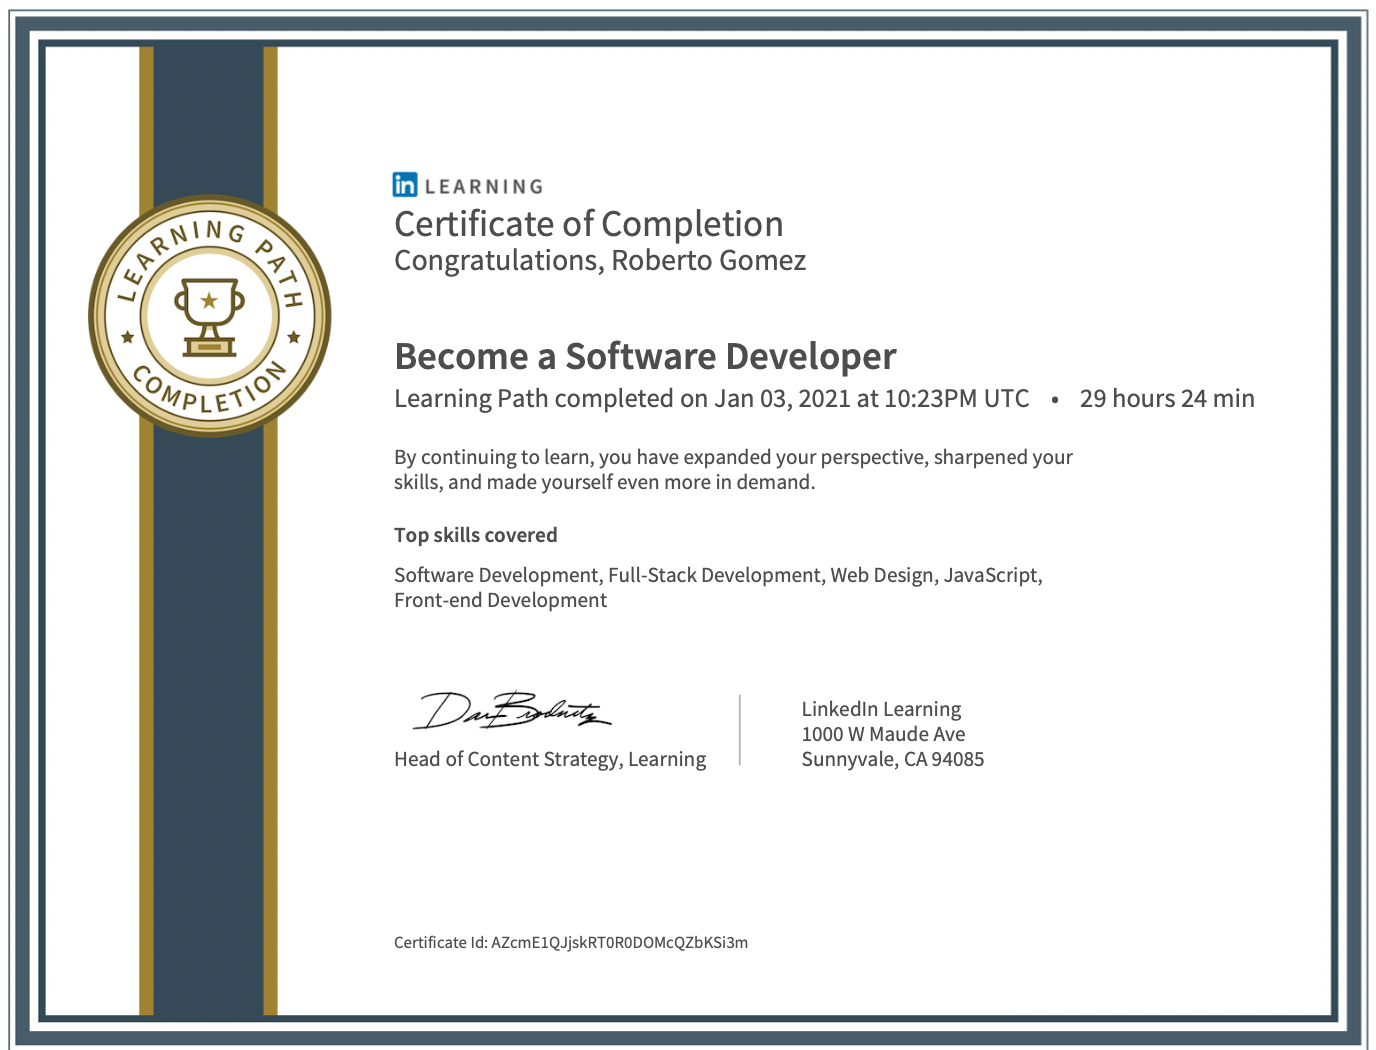 LEARNING PATH
COMPLETION
in LEARNING
Certificate of Completion
Congratulations, Roberto Gomez
Become a Software Developer
Learning Path completed on Jan 03, 2021 at 10:23PM UTC • 29 hours 24 min
By continuing to learn, you have expanded your perspective, sharpened your
skills, and made yourself even more in demand.
Top skills covered
Software Development, Full-Stack Development, Web Design, JavaScript,
Front-end Development
Head of Content Strategy, Learning
LinkedIn Learning
1000 W Maude Ave
Sunnyvale, CA 94085
Certificate Id: AZcmE1QJjskRT0R0DOMcQZbKSi3m